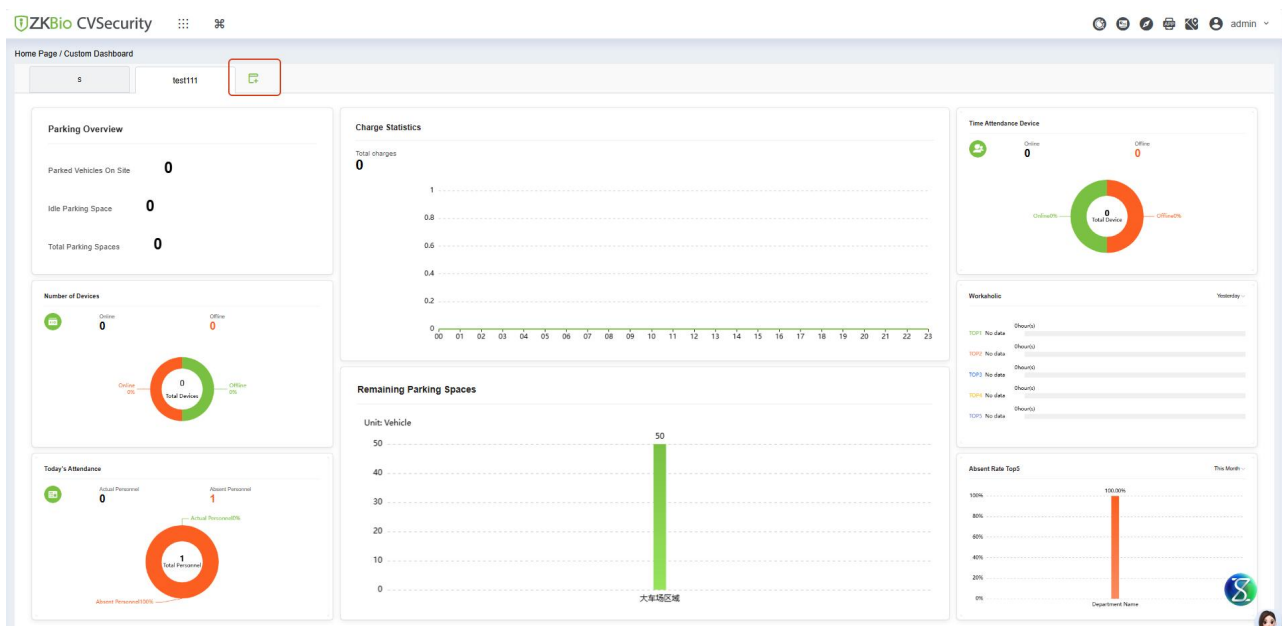 ZKBio CVSecurity
admin
Home Page / Custom Dashboard
s
test111
Parking Overview
Parked Vehicles On Site 0
Idle Parking Space 0
Total Parking Spaces 0
Number of Devices
Online
0
Offline
0
Online
0%
0
Total Devices
Offline
0%
Today's Attendance
Actual Personnel
0
Absent Personnel
1
Actual Personnel0%
1
Total Personnel
Absent Personnel100%
Charge Statistics
Total charges
0
1
0.8
0.6
0.4
0.2
0
00 01 02 03 04 05 06 07 08 09 10 11 12 13 14 15 16 17 18 19 20 21 22 23
Remaining Parking Spaces
Unit: Vehicle
50
50
40
30
20
10
0
大车场区域
Time Attendance Device
Online
0
Offline
0
Online0%
0
Total Device
Offline0%
Workaholic
Yesterday
0hour(s)
TOP1 No data
0hour(s)
TOP2 No data
0hour(s)
TOP3 No data
0hour(s)
TOP4 No data
0hour(s)
TOP5 No data
Absent Rate Top5
This Month
100.00%
100%
80%
60%
40%
20%
0%
Department Name